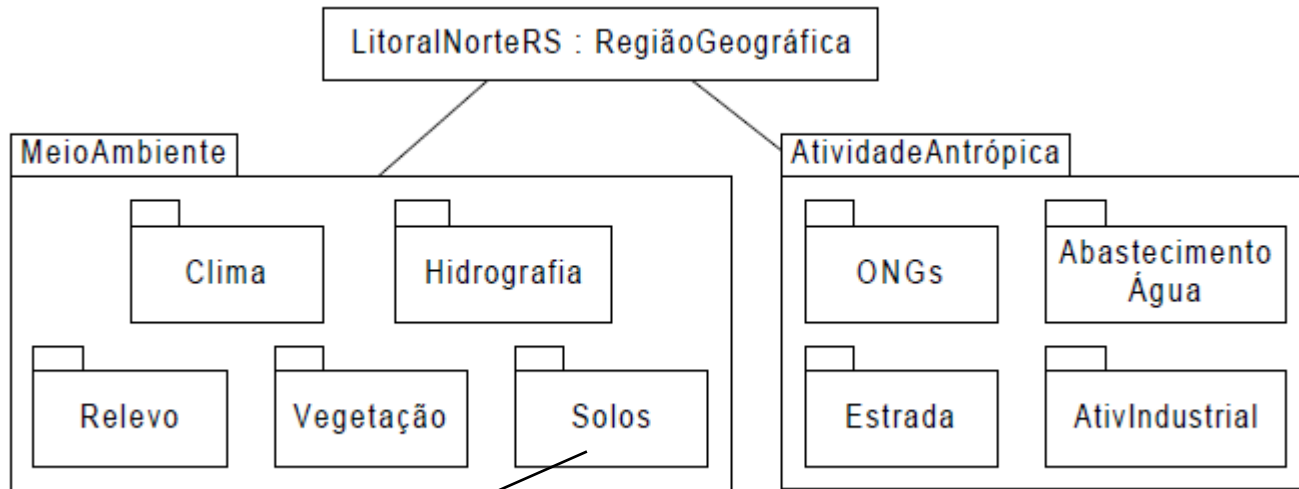 LitoralNorteRS : RegiãoGeográfica
MeioAmbiente
AtividadeAntrópica
Clima
Hidrografia
ONGs
Abastecimento
Água
Relevo
Vegetação
Solos
Estrada
AtivIndustrial